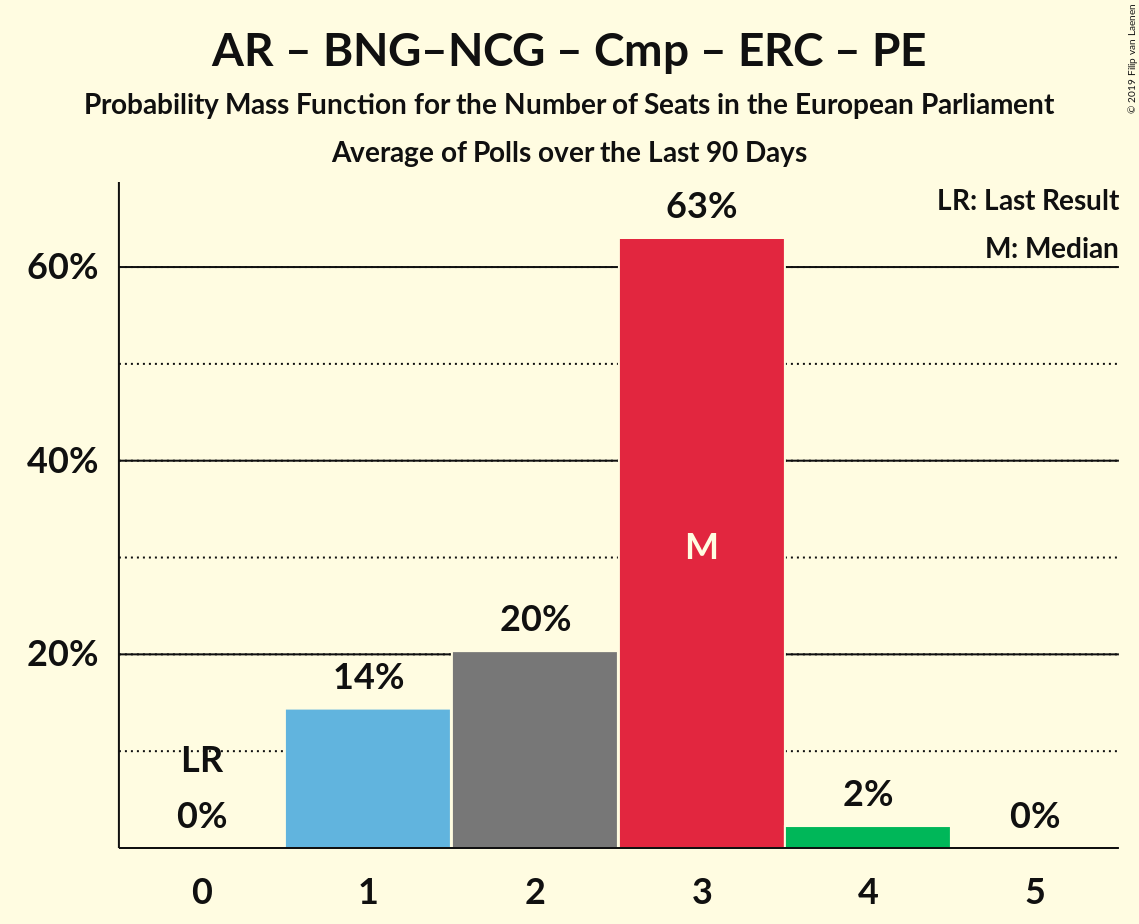 AR – BNG–NCG – Cmp – ERC – PE
Probability Mass Function for the Number of Seats in the European Parliament
Average of Polls over the Last 90 Days
© 2019 Filip van Laenen
LR: Last Result
M: Median
63%
60%
40%
M
20%
20%
14%
LR
0%
2%
0%
0
1
2
3
4
5